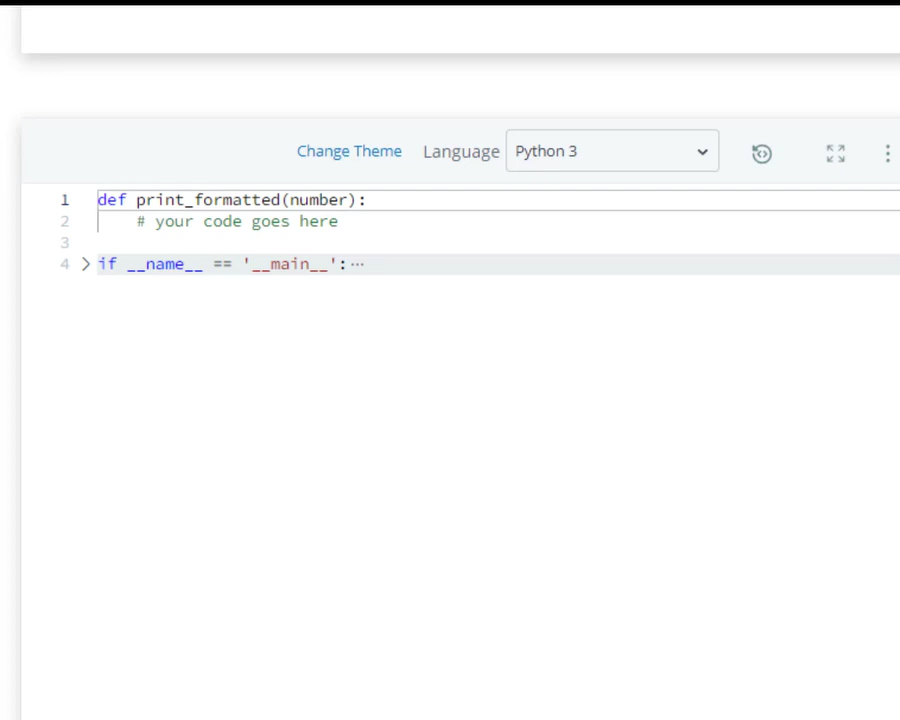 Change Theme Language Python 3
1 def print_formatted(number):
2     # your code goes here
3
4 if __name__ == '__main__':...